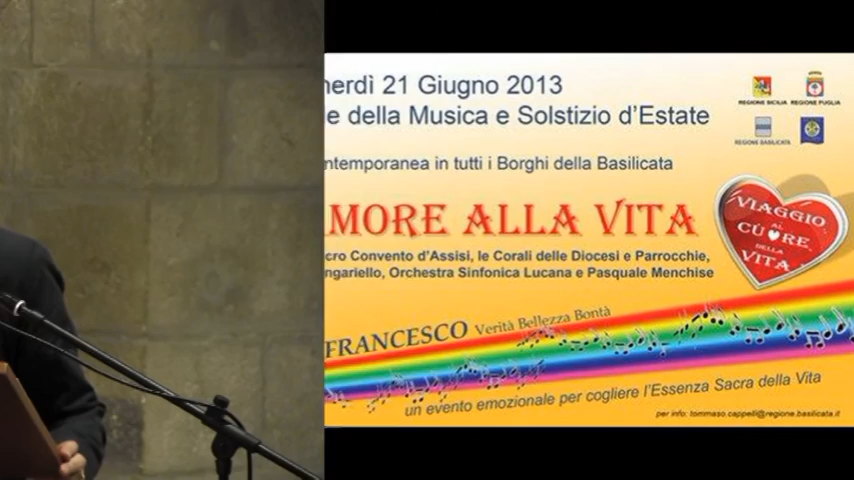 nerdì 21 Giugno 2013
e della Musica e Solstizio d'Estate
REGIONE SICILIA REGIONE PUGLIA
REGIONE BASILICATA
ntemporanea in tutti i Borghi della Basilicata
MORE ALLA VITA
VIAGGIO
AL
CUORE
DELLA
VITA
cro Convento d'Assisi, le Corali delle Diocesi e Parrocchie,
ngariello, Orchestra Sinfonica Lucana e Pasquale Menchise
FRANCESCO Verità Bellezza Bontà
un evento emozionale per cogliere l'Essenza Sacra della Vita
per info: tommaso.cappelli@regione.basilicata.it